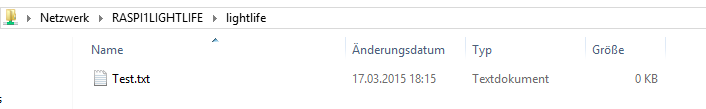 Netzwerk ▸ RASPI1LIGHTLIFE ▸ lightlife
Name Änderungsdatum Typ Größe
Test.txt 17.03.2015 18:15 Textdokument 0 KB